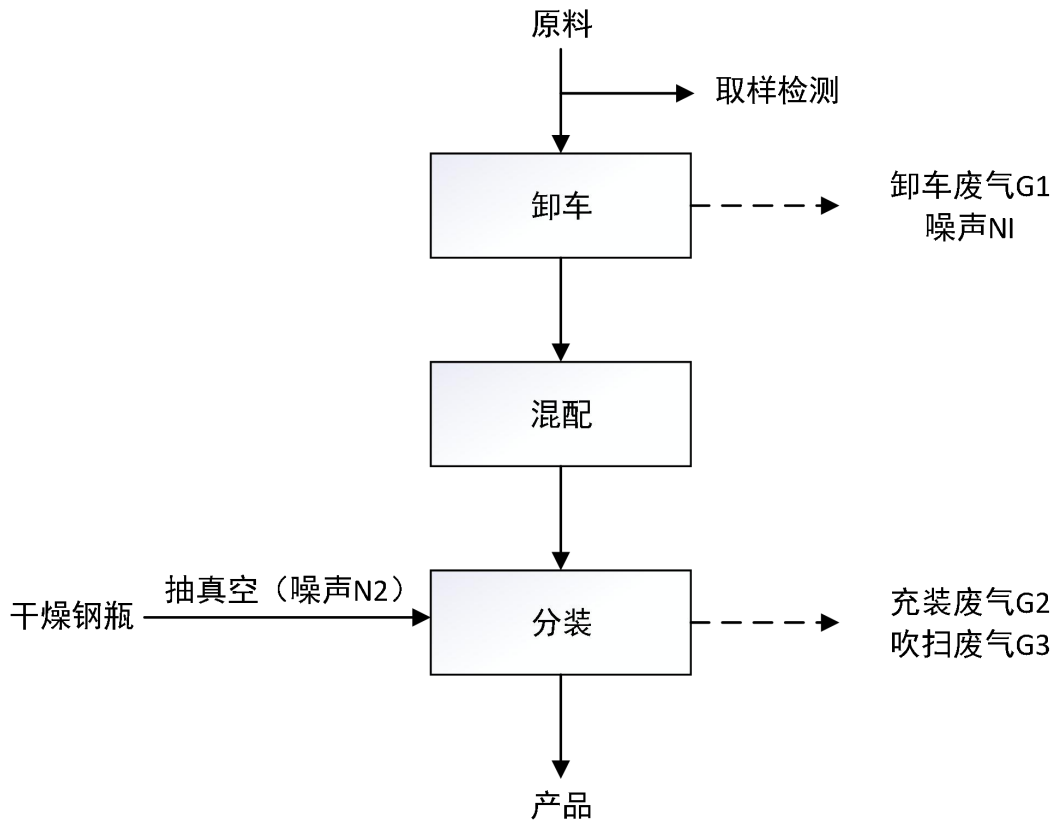 原料
取样检测
卸车
卸车废气G1
噪声Nl
混配
抽真空（噪声N2）
干燥钢瓶
分装
充装废气G2
吹扫废气G3
产品